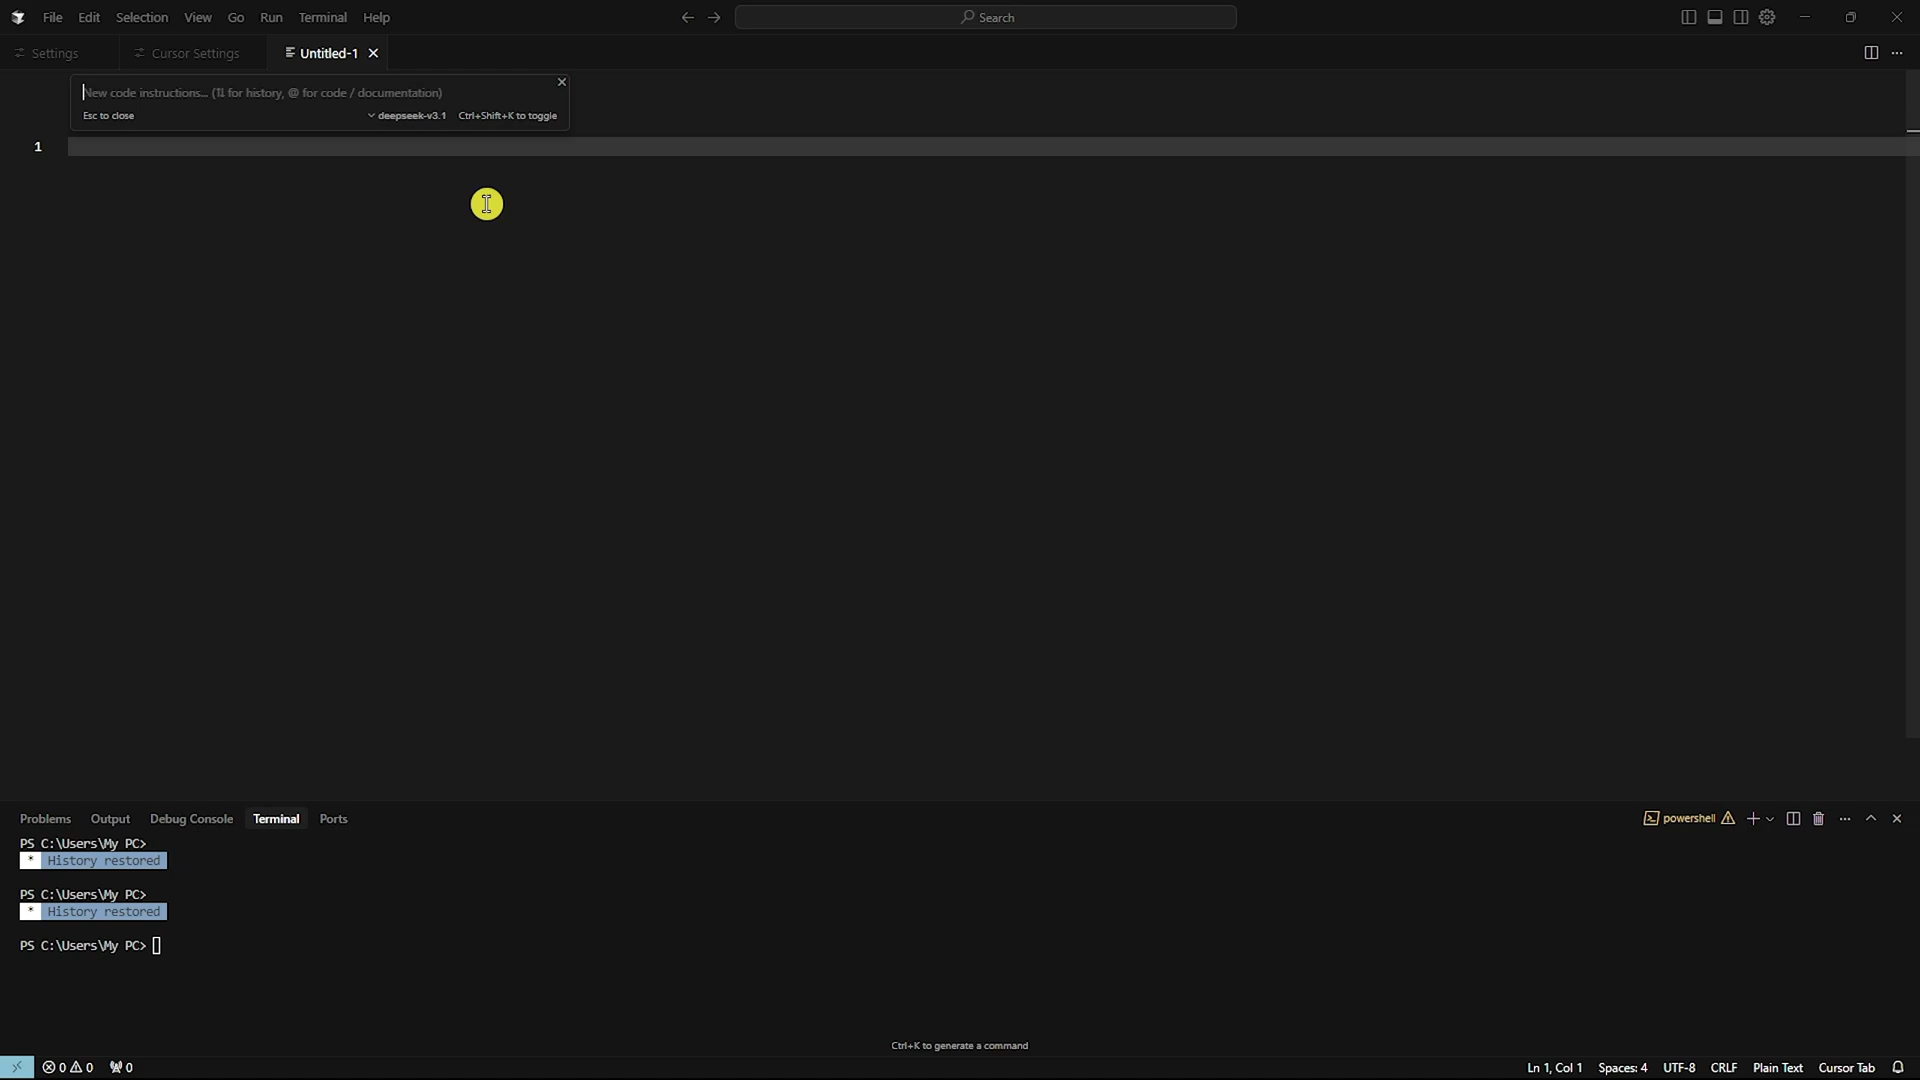 File Edit Selection View Go Run Terminal Help
Search
Settings Cursor Settings Untitled-1
New code instructions... (⇅ for history, @ for code / documentation)
Esc to close deepseek-v3.1 Ctrl+Shift+K to toggle
1
Problems Output Debug Console Terminal Ports powershell
PS C:\Users\My PC>
* History restored
PS C:\Users\My PC>
* History restored
PS C:\Users\My PC>
Ctrl+K to generate a command
0 0 0 Ln 1, Col 1 Spaces: 4 UTF-8 CRLF Plain Text Cursor Tab